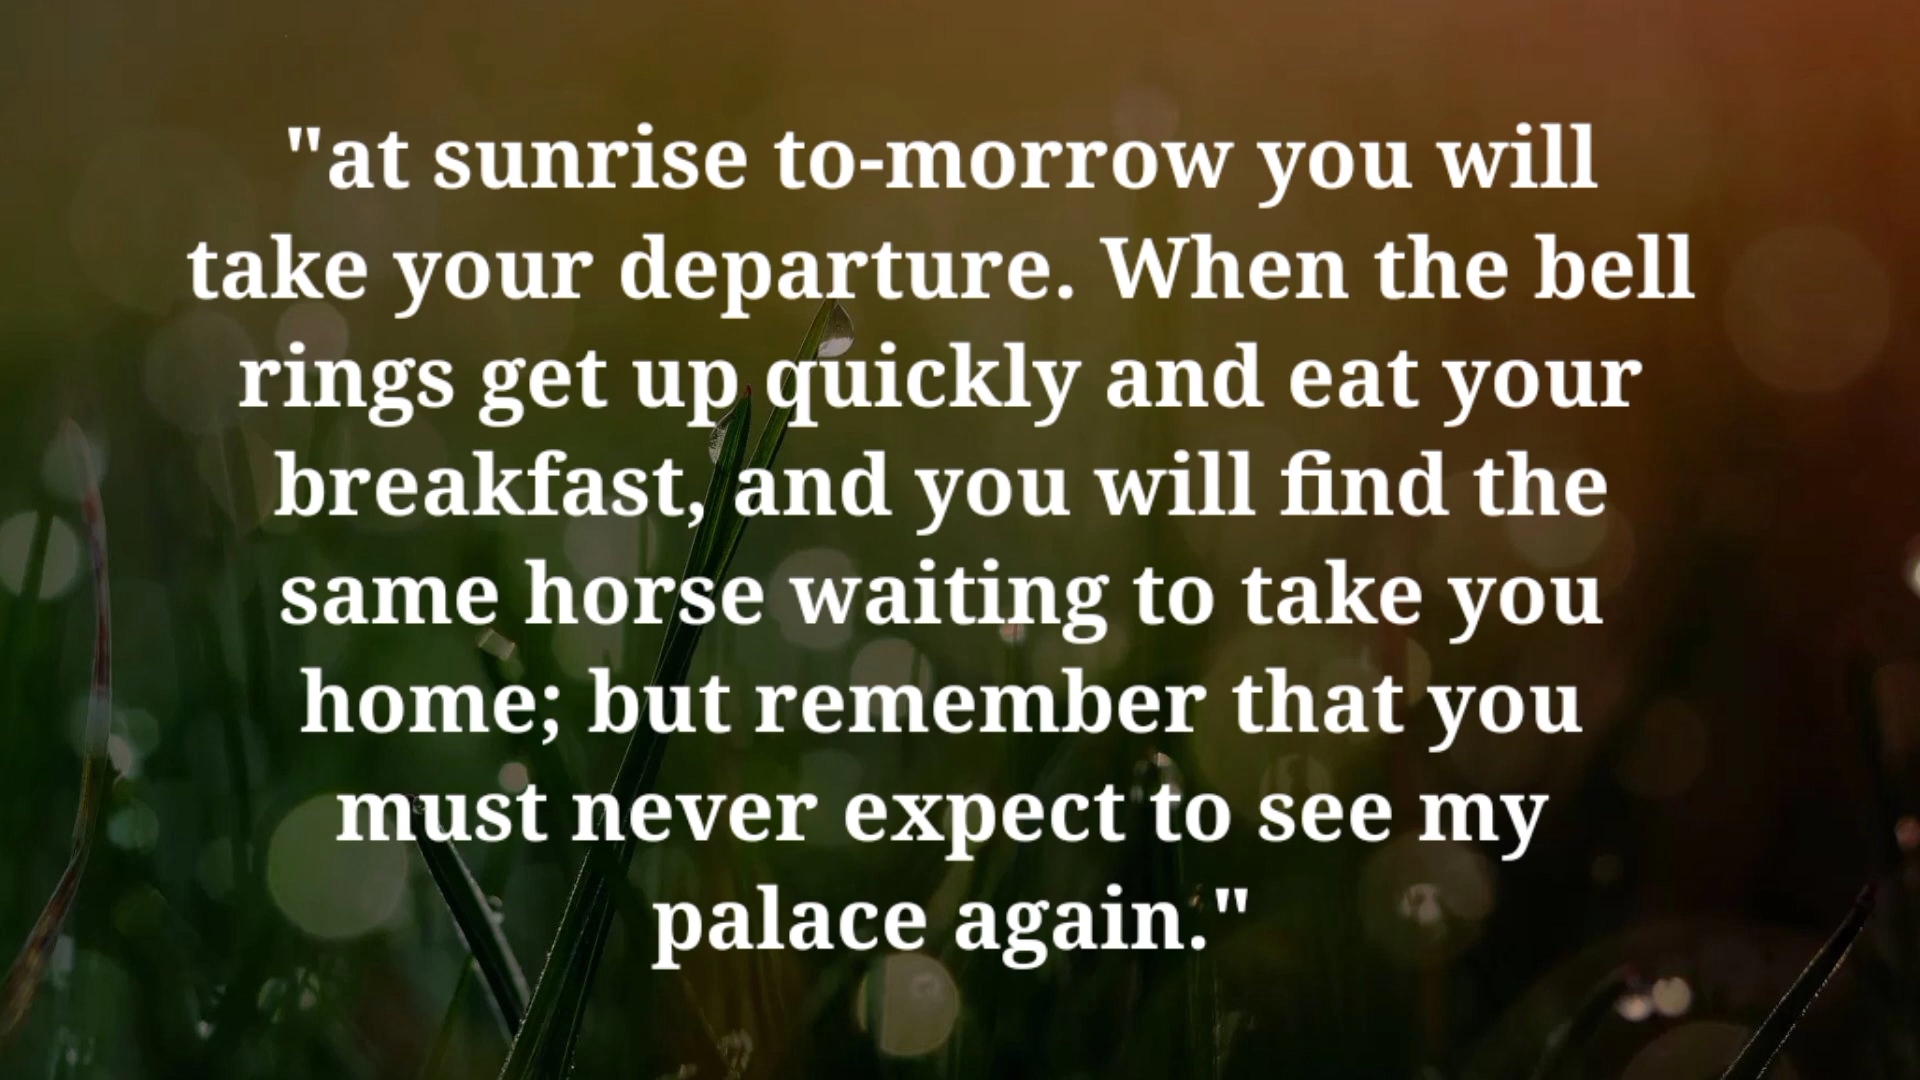 "at sunrise to-morrow you will
take your departure. When the bell
rings get up quickly and eat your
breakfast, and you will find the
same horse waiting to take you
home; but remember that you
must never expect to see my
palace again."